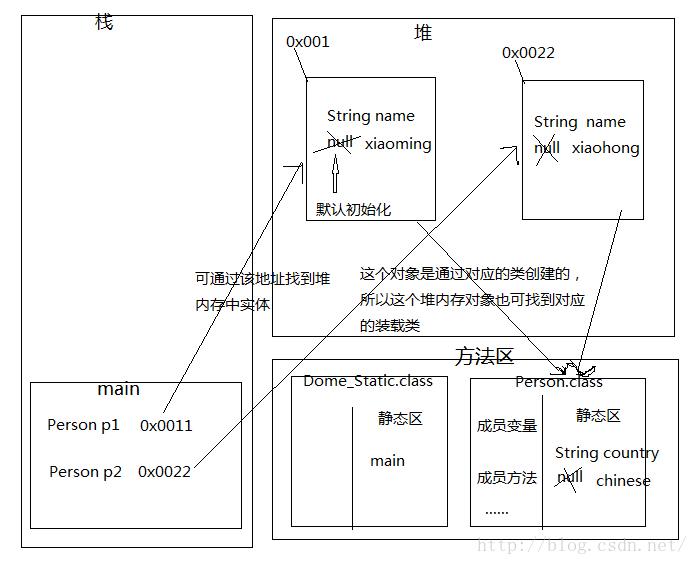 栈
堆
0x001
0x0022
String name
null xiaoming
默认初始化
String name
null xiaohong
可通过该地址找到堆
内存中实体
这个对象是通过对应的类创建的，
所以这个堆内存对象也可找到对应
的装载类
方法区
main
Person p1 0x0011
Person p2 0x0022
Dome_Static.class
静态区
main
Person.class
成员变量
成员方法
......
静态区
String country
null chinese
http://blog.csdn.net/